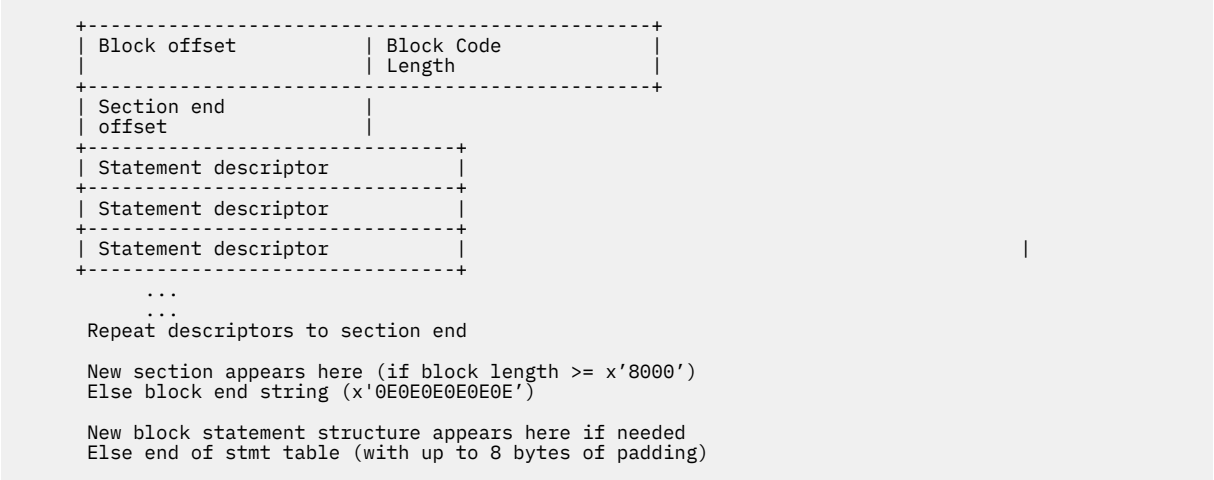 +-------------------------------------------------+
| Block offset | Block Code |
| | Length |
+-------------------------------------------------+
| Section end |
| offset |
+--------------------------------+
| Statement descriptor |
+--------------------------------+
| Statement descriptor |
+--------------------------------+
| Statement descriptor | |
+--------------------------------+
...
...
Repeat descriptors to section end
New section appears here (if block length >= x’8000’)
Else block end string (x'0E0E0E0E0E0E’)
New block statement structure appears here if needed
Else end of stmt table (with up to 8 bytes of padding)